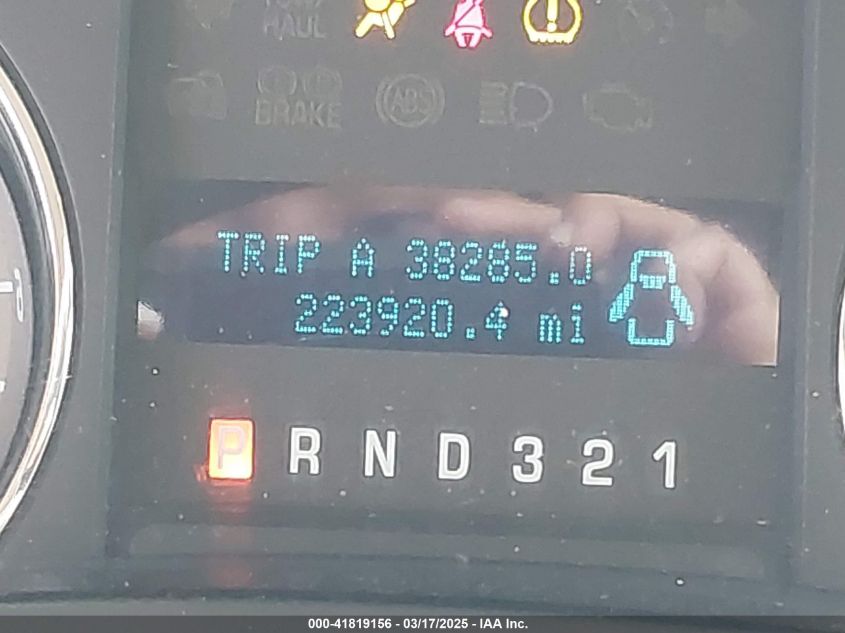 TOW/
HAUL
BRAKE
ABS
TRIP A 38285.0
223920.4 mi
P R N D 3 2 1
000-41819156 - 03/17/2025 - IAA Inc.